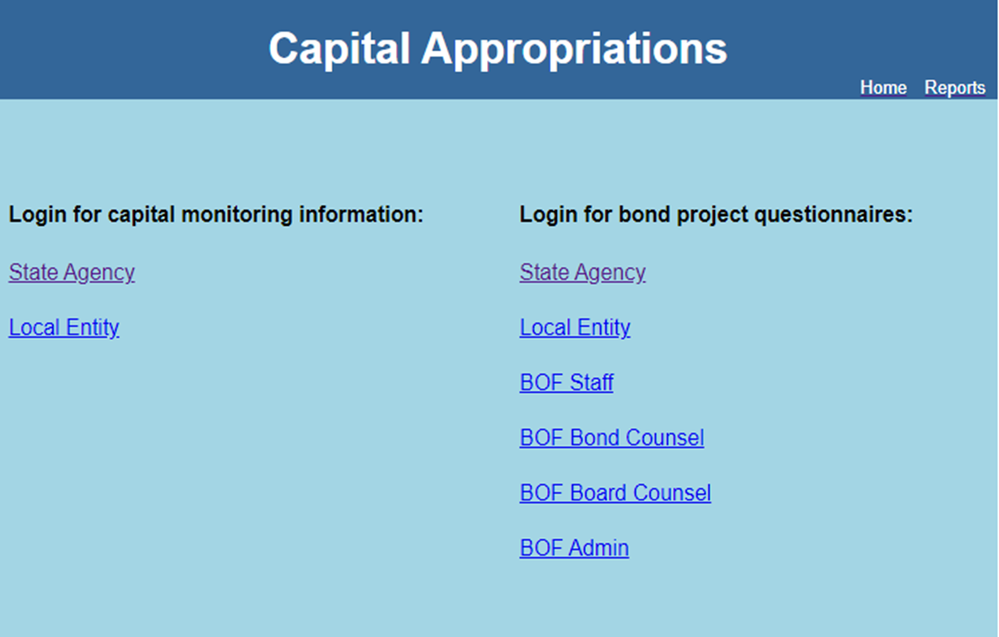 Capital Appropriations
Home Reports
Login for capital monitoring information:
State Agency
Local Entity
Login for bond project questionnaires:
State Agency
Local Entity
BOF Staff
BOF Bond Counsel
BOF Board Counsel
BOF Admin